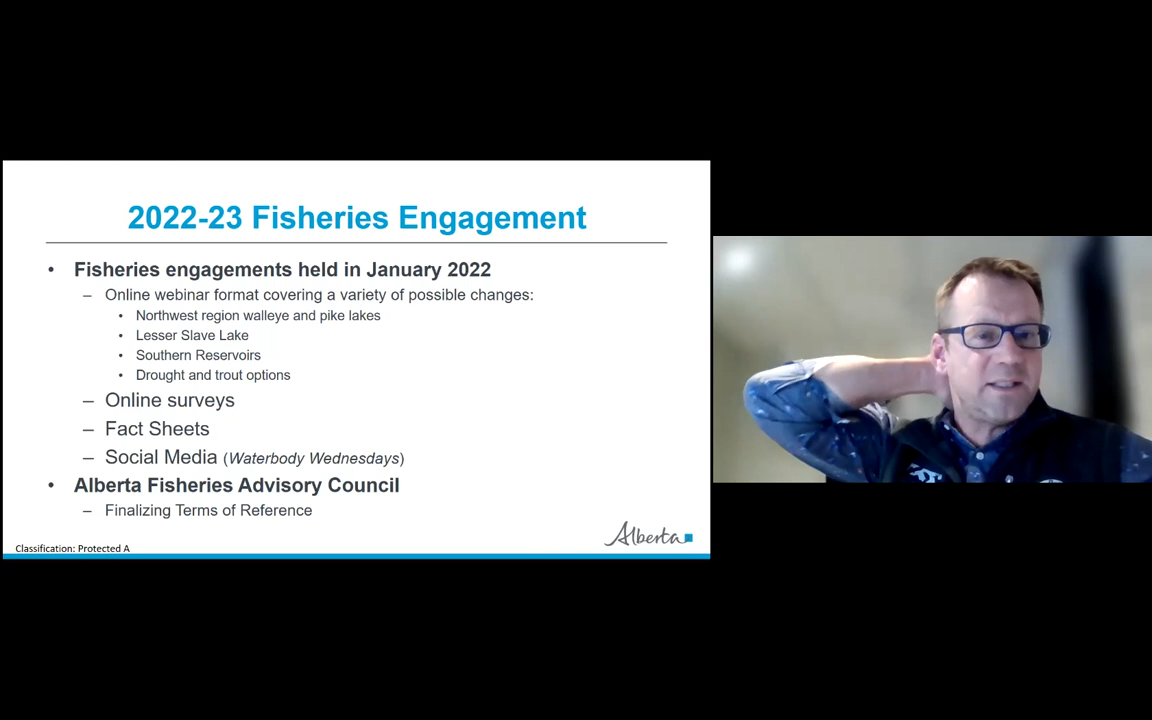 2022-23 Fisheries Engagement
• Fisheries engagements held in January 2022
– Online webinar format covering a variety of possible changes:
• Northwest region walleye and pike lakes
• Lesser Slave Lake
• Southern Reservoirs
• Drought and trout options
– Online surveys
– Fact Sheets
– Social Media (Waterbody Wednesdays)
• Alberta Fisheries Advisory Council
– Finalizing Terms of Reference
Classification: Protected A
Alberta